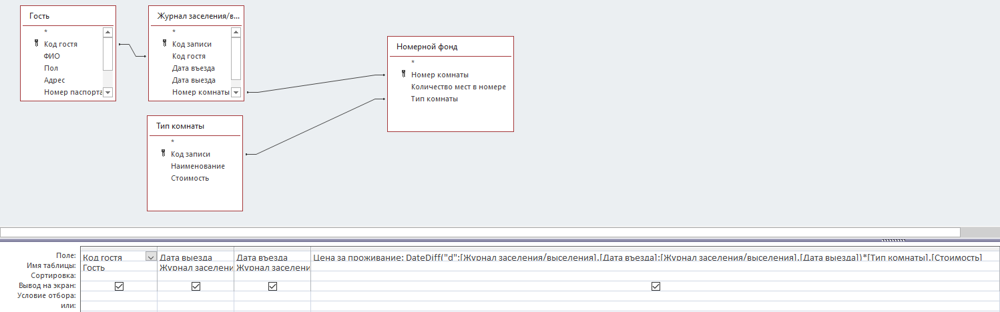 Гость
*
Код гостя
ФИО
Пол
Адрес
Номер паспорта
Журнал заселения/в...
*
Код записи
Код гостя
Дата въезда
Дата выезда
Номер комнаты
Номерной фонд
*
Номер комнаты
Количество мест в номере
Тип комнаты
Тип комнаты
*
Код записи
Наименование
Стоимость
Поле: Код гостя Дата выезда Дата въезда Цена за проживание: DateDiff("d";[Журнал заселения/выселения].[Дата въезда];[Журнал заселения/выселения].[Дата выезда])*[Тип комнаты].[Стоимость]
Имя таблицы: Гость Журнал заселени Журнал заселени
Сортировка:
Вывод на экран:
Условие отбора:
или: